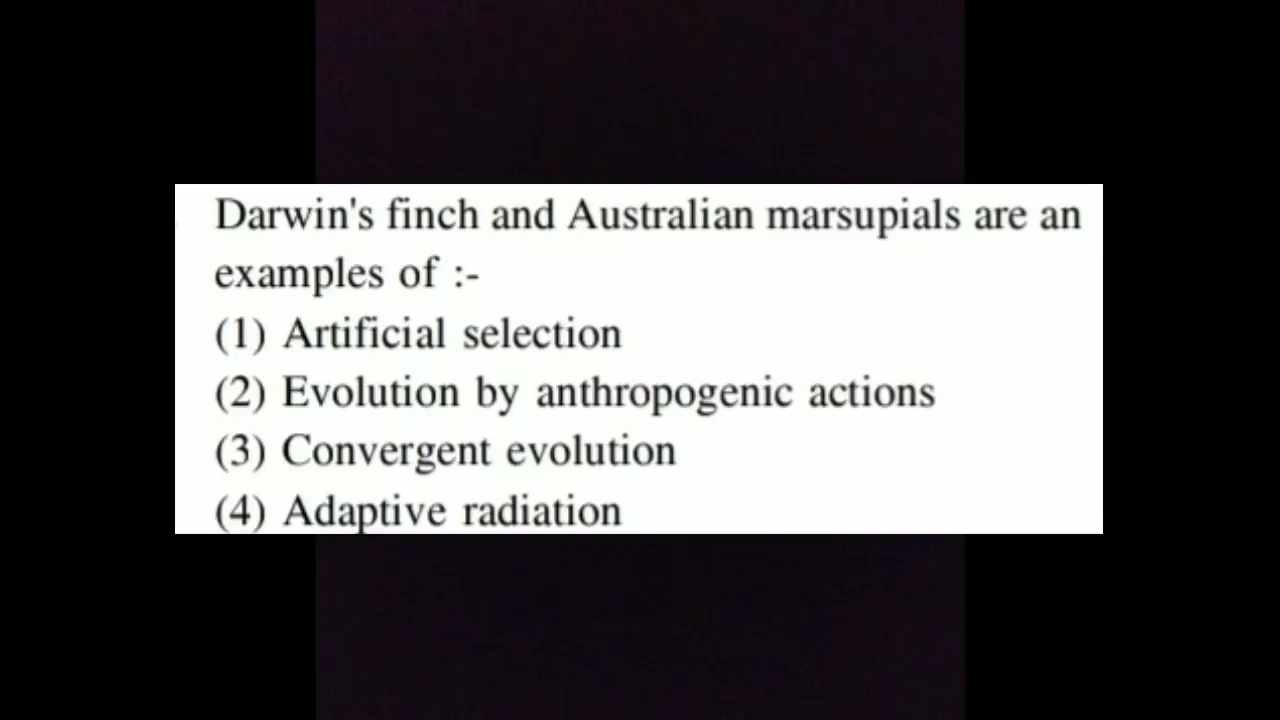 Darwin's finch and Australian marsupials are an
examples of :-
(1) Artificial selection
(2) Evolution by anthropogenic actions
(3) Convergent evolution
(4) Adaptive radiation